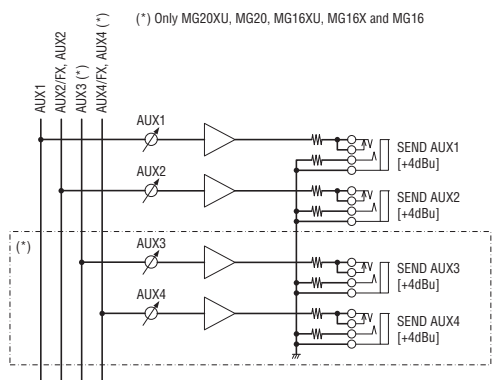 (*) Only MG20XU, MG20, MG16XU, MG16X and MG16
AUX1
AUX2/FX, AUX2
AUX3 (*)
AUX4/FX, AUX4 (*)
AUX1
SEND AUX1
[+4dBu]
AUX2
SEND AUX2
[+4dBu]
(*)
AUX3
SEND AUX3
[+4dBu]
AUX4
SEND AUX4
[+4dBu]